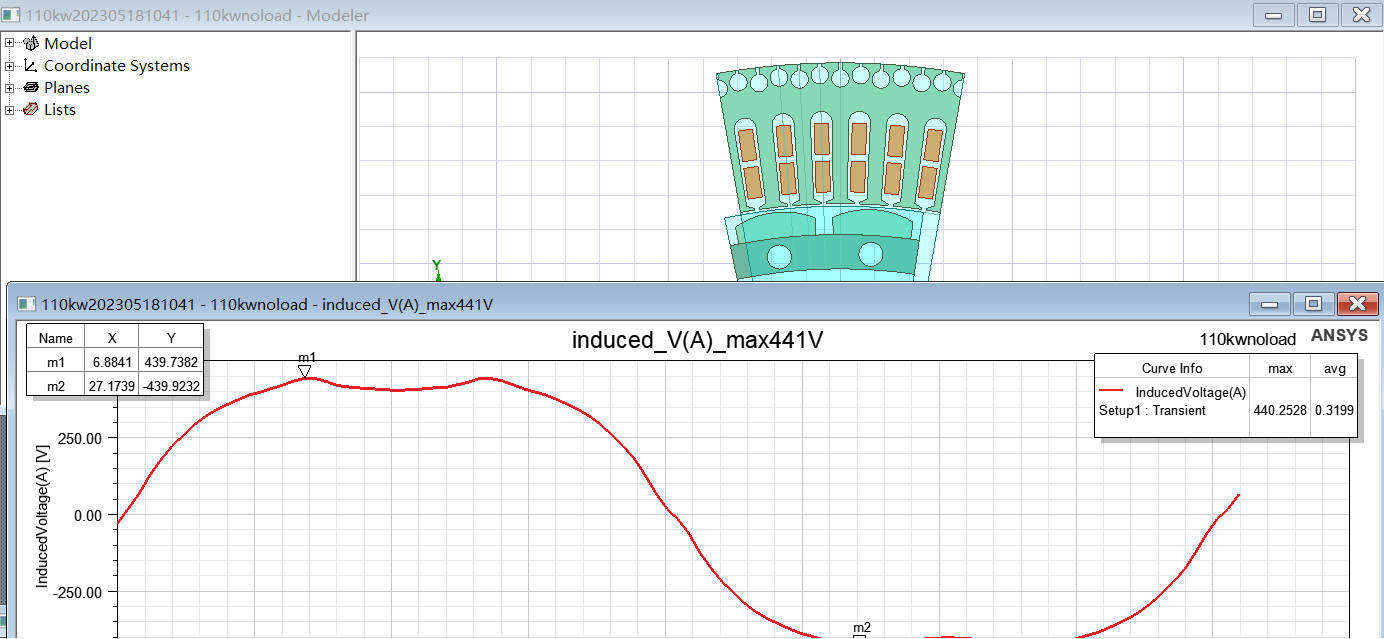 110kw202305181041 - 110kwnoload - Modeler
Model
Coordinate Systems
Planes
Lists
Y
110kw202305181041 - 110kwnoload - induced_V(A)_max441V
induced_V(A)_max441V
110kwnoload
ANSYS
Name X Y
m1 6.8841 439.7382
m2 27.1739 -439.9232
m1
Curve Info max avg
InducedVoltage(A)
Setup1 : Transient 440.2528 0.3199
InducedVoltage(A) [V]
250.00
0.00
-250.00
m2